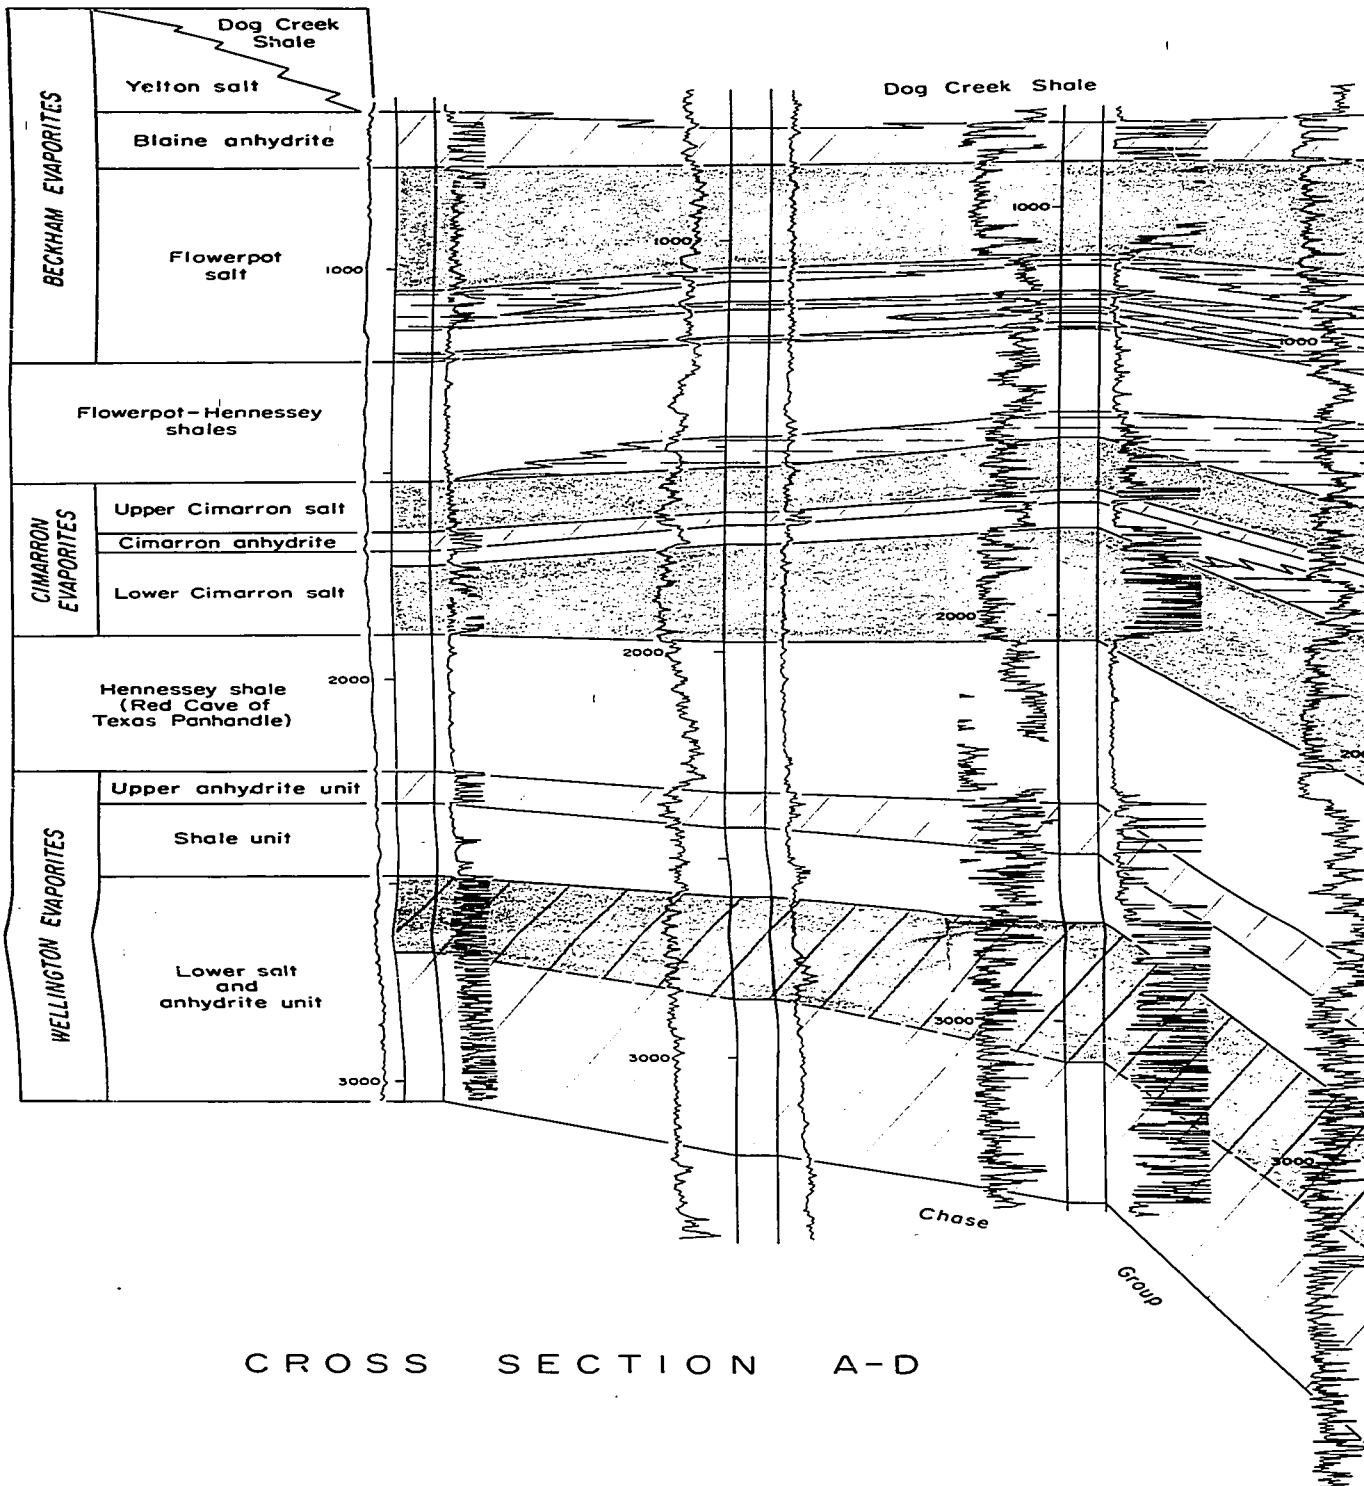 Dog Creek
Shale
Yelton salt
Dog Creek Shale
BECKHAM EVAPORITES
Blaine anhydrite
Flowerpot
salt
1000
1000
1000
1000
Flowerpot-Hennessey
shales
CIMARRON
EVAPORITES
Upper Cimarron salt
Cimarron anhydrite
Lower Cimarron salt
2000
2000
2000
Hennessey shale
(Red Cave of
Texas Panhandle)
WELLINGTON EVAPORITES
Upper anhydrite unit
Shale unit
Lower salt
and
anhydrite unit
3000
3000
3000
3000
Chase
Group
CROSS SECTION A-D